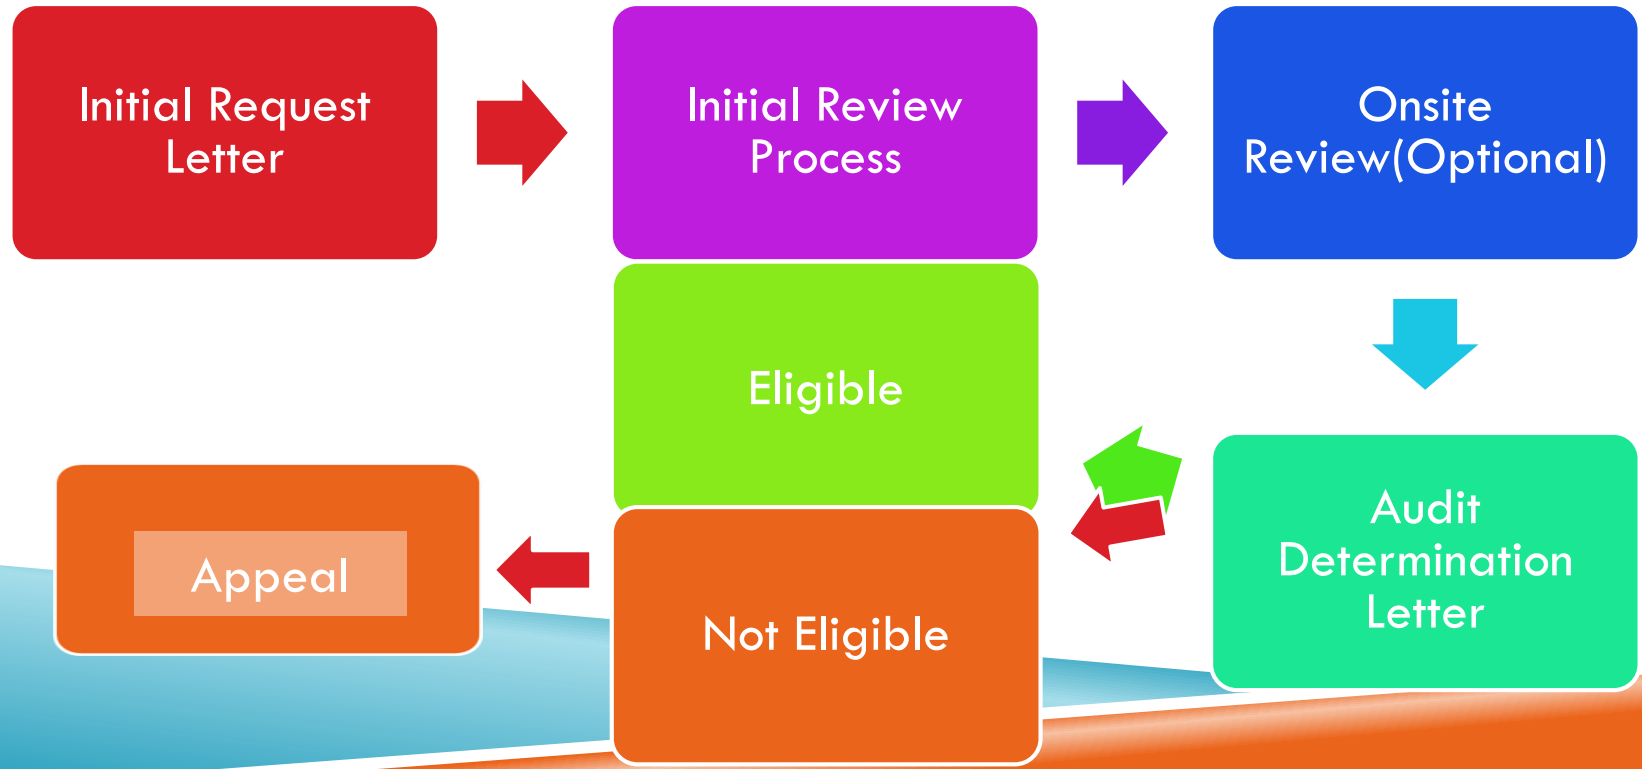 Initial Request
Letter
Initial Review
Process
Onsite
Review(Optional)
Eligible
Audit
Determination
Letter
Not Eligible
Appeal